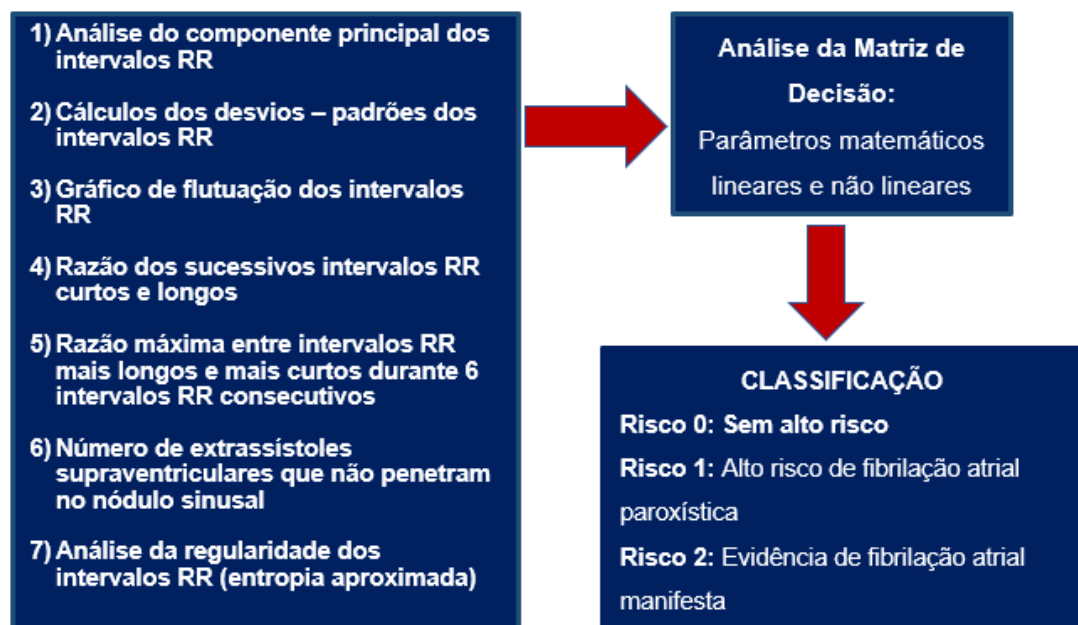 1) Análise do componente principal dos
intervalos RR
2) Cálculos dos desvios – padrões dos
intervalos RR
3) Gráfico de flutuação dos intervalos
RR
4) Razão dos sucessivos intervalos RR
curtos e longos
5) Razão máxima entre intervalos RR
mais longos e mais curtos durante 6
intervalos RR consecutivos
6) Número de extrassístoles
supraventriculares que não penetram
no nódulo sinusal
7) Análise da regularidade dos
intervalos RR (entropia aproximada)
Análise da Matriz de
Decisão:
Parâmetros matemáticos
lineares e não lineares
CLASSIFICAÇÃO
Risco 0: Sem alto risco
Risco 1: Alto risco de fibrilação atrial
paroxística
Risco 2: Evidência de fibrilação atrial
manifesta